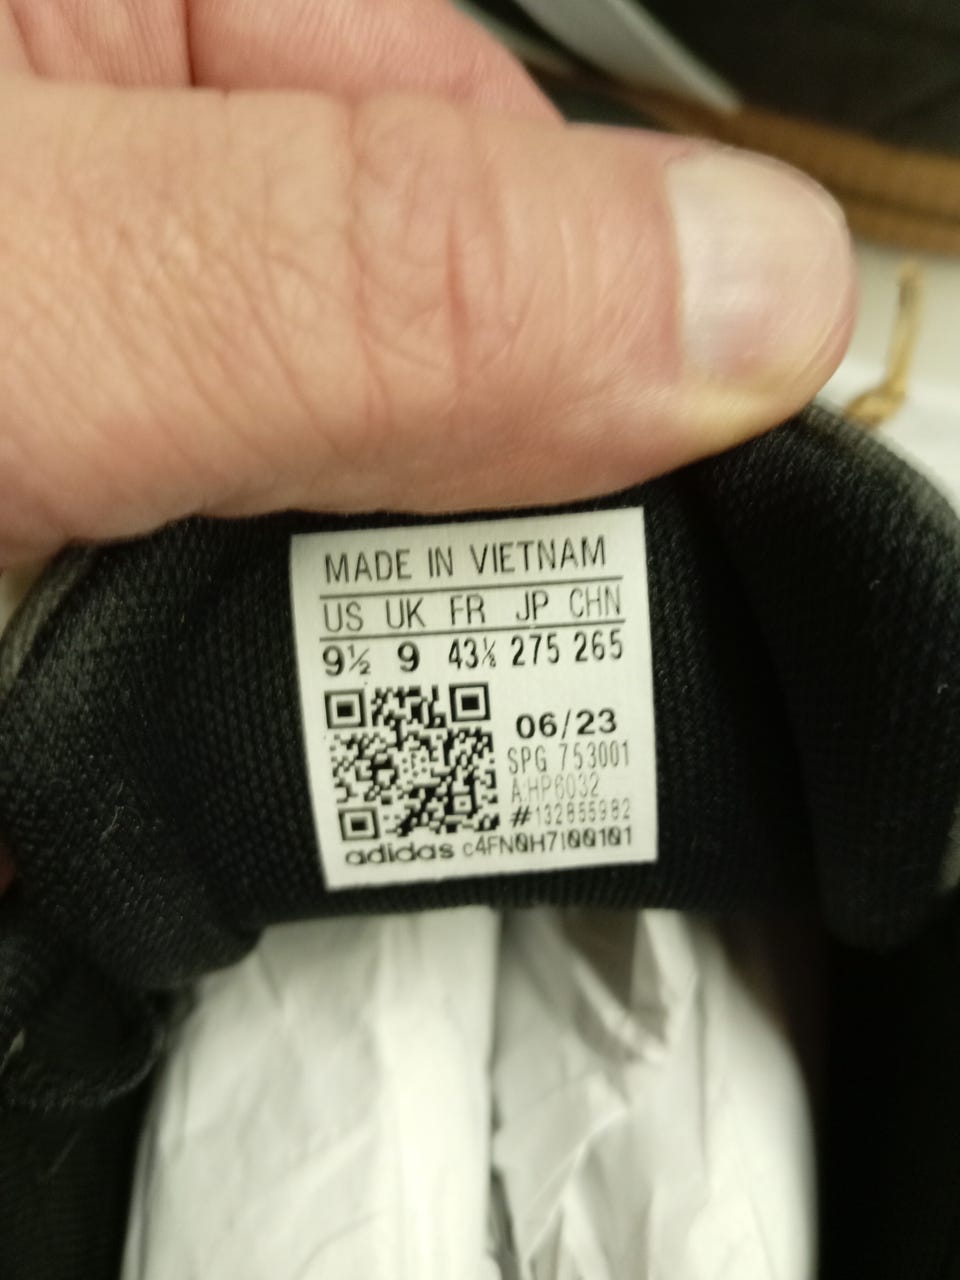 MADE IN VIETNAM
US UK FR JP CHN
9½ 9 43⅓ 275 265
06/23
SPG 753001
A:HP6032
#132855982
adidas c4FN0H7I00101